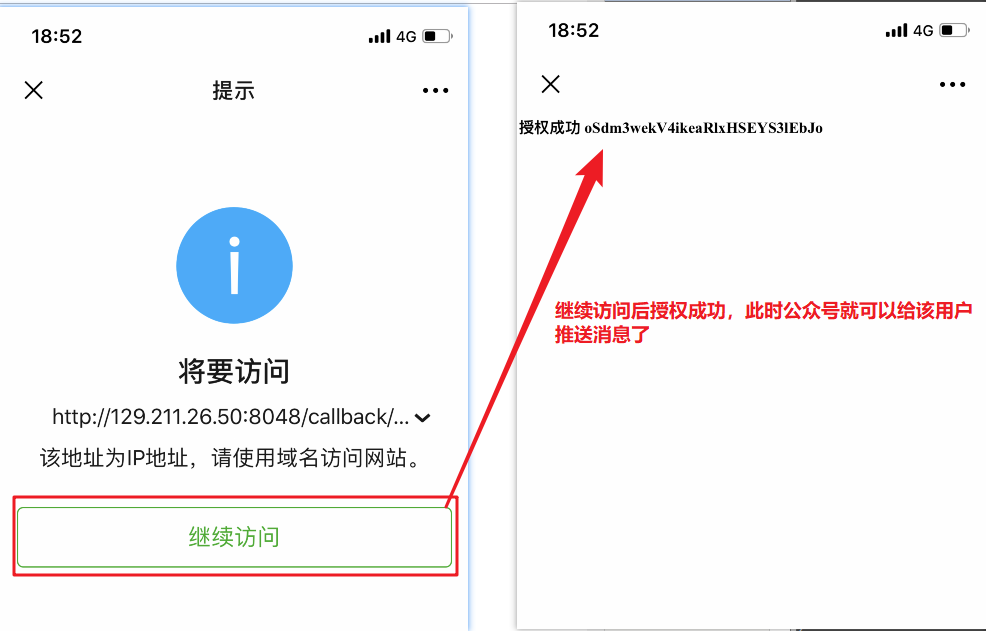 18:52
4G
提示
将要访问
http://129.211.26.50:8048/callback/...
该地址为IP地址，请使用域名访问网站。
继续访问
18:52
4G
授权成功 oSdm3wekV4ikeaRlxHSEYS3lEbJo
继续访问后授权成功，此时公众号就可以给该用户
推送消息了